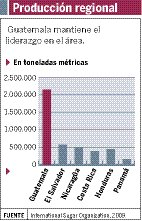 Producción regional
Guatemala mantiene el
liderazgo en el área.
En toneladas métricas
2.500.000
2.000.000
1.500.000
1.000.000
500.000
0
Guatemala
El Salvador
Nicaragua
Costa Rica
Honduras
Panamá
FUENTE International Sugar Organization, 2009